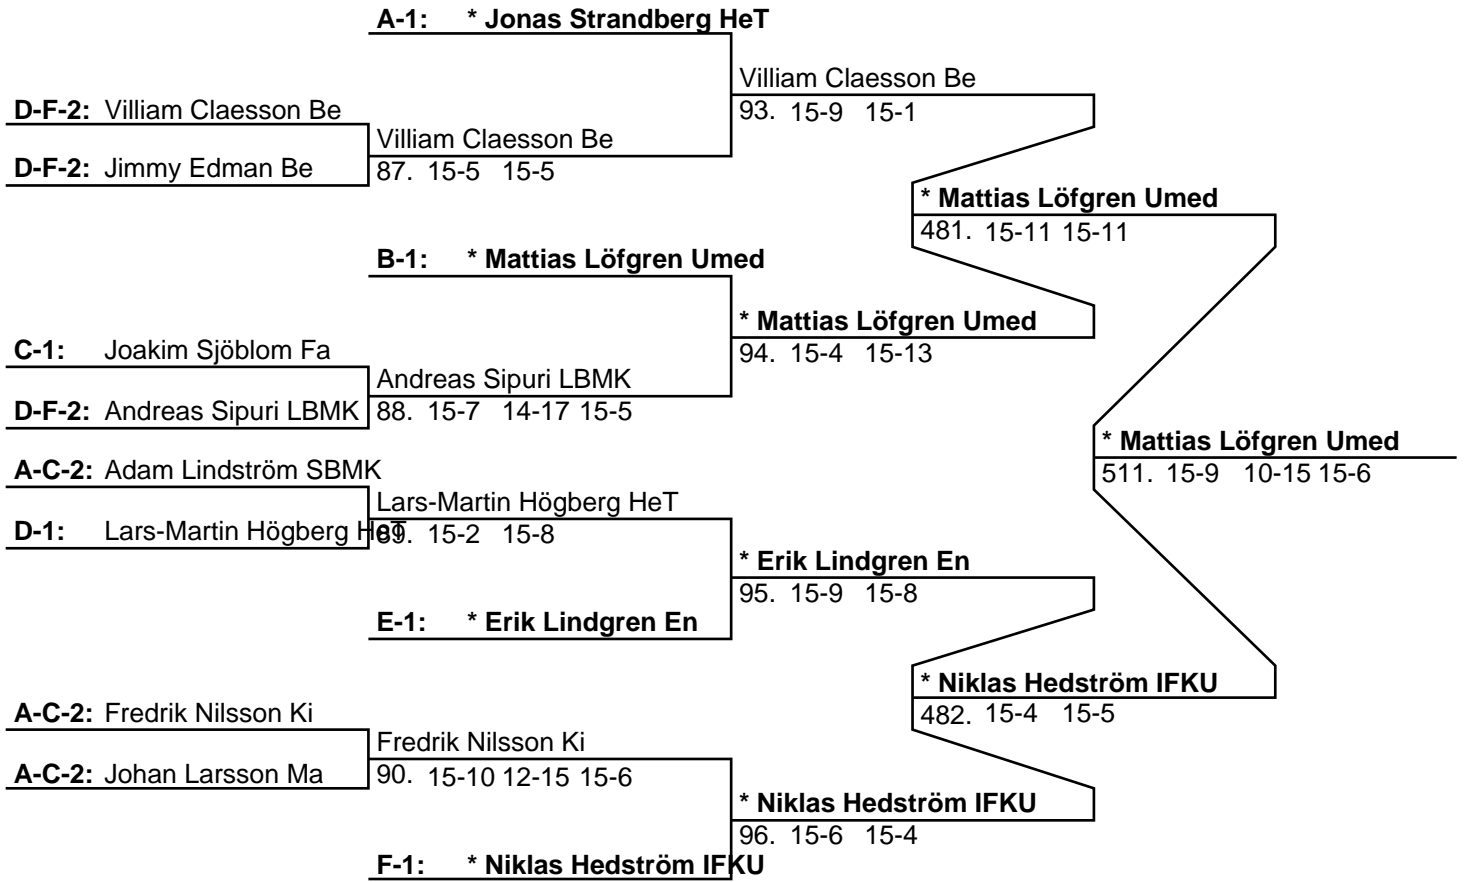 A-1: * Jonas Strandberg HeT
Villiam Claesson Be
93. 15-9 15-1
D-F-2: Villiam Claesson Be
Villiam Claesson Be
87. 15-5 15-5
D-F-2: Jimmy Edman Be
* Mattias Löfgren Umed
481. 15-11 15-11
B-1: * Mattias Löfgren Umed
* Mattias Löfgren Umed
94. 15-4 15-13
C-1: Joakim Sjöblom Fa
Andreas Sipuri LBMK
88. 15-7 14-17 15-5
D-F-2: Andreas Sipuri LBMK
* Mattias Löfgren Umed
511. 15-9 10-15 15-6
A-C-2: Adam Lindström SBMK
Lars-Martin Högberg HeT
89. 15-2 15-8
D-1: Lars-Martin Högberg HeT
* Erik Lindgren En
95. 15-9 15-8
E-1: * Erik Lindgren En
* Niklas Hedström IFKU
482. 15-4 15-5
A-C-2: Fredrik Nilsson Ki
Fredrik Nilsson Ki
90. 15-10 12-15 15-6
A-C-2: Johan Larsson Ma
* Niklas Hedström IFKU
96. 15-6 15-4
F-1: * Niklas Hedström IFKU